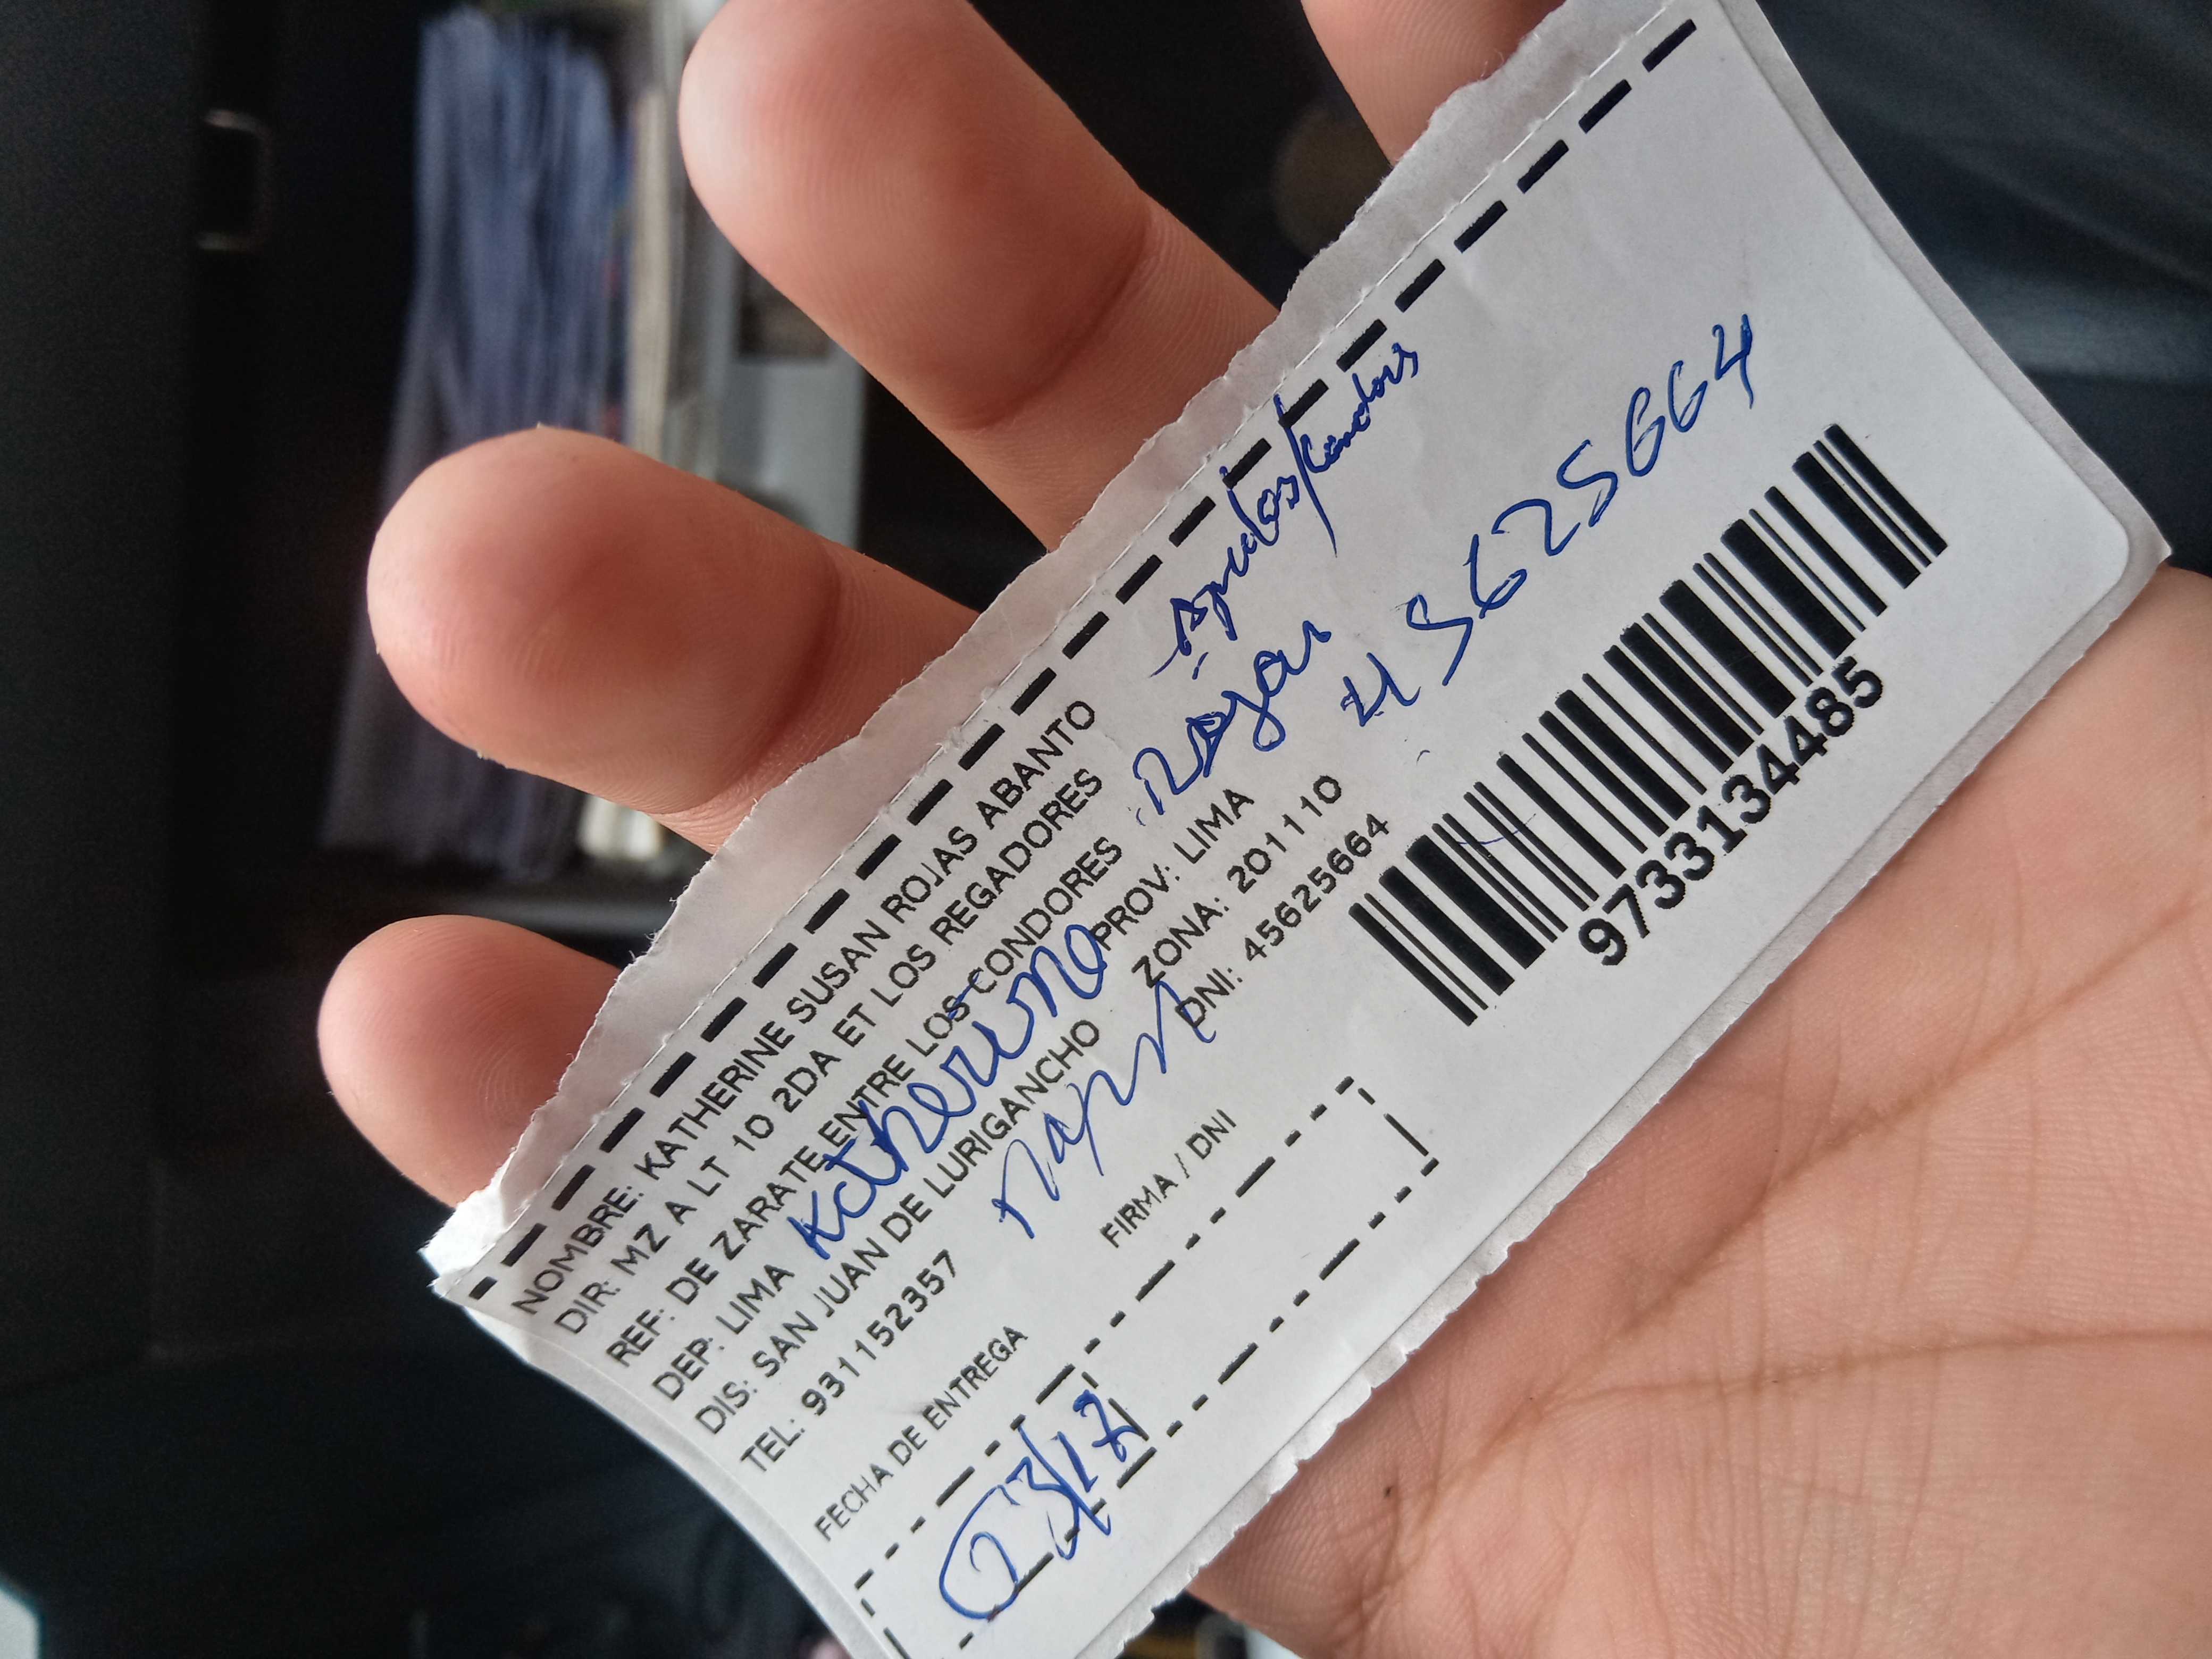 NOMBRE: KATHERINE SUSAN ROJAS ABANTO
DIR: MZ A LT 10 2DA ET LOS REGADORES
REF: DE ZARATE ENTRE LOS CONDORES
DEP: LIMA PROV: LIMA
DIS: SAN JUAN DE LURIGANCHO ZONA: 201110
TEL: 931152357 DNI: 45625664
Rojas
45625664
FECHA DE ENTREGA FIRMA / DNI
23/12
9733134485